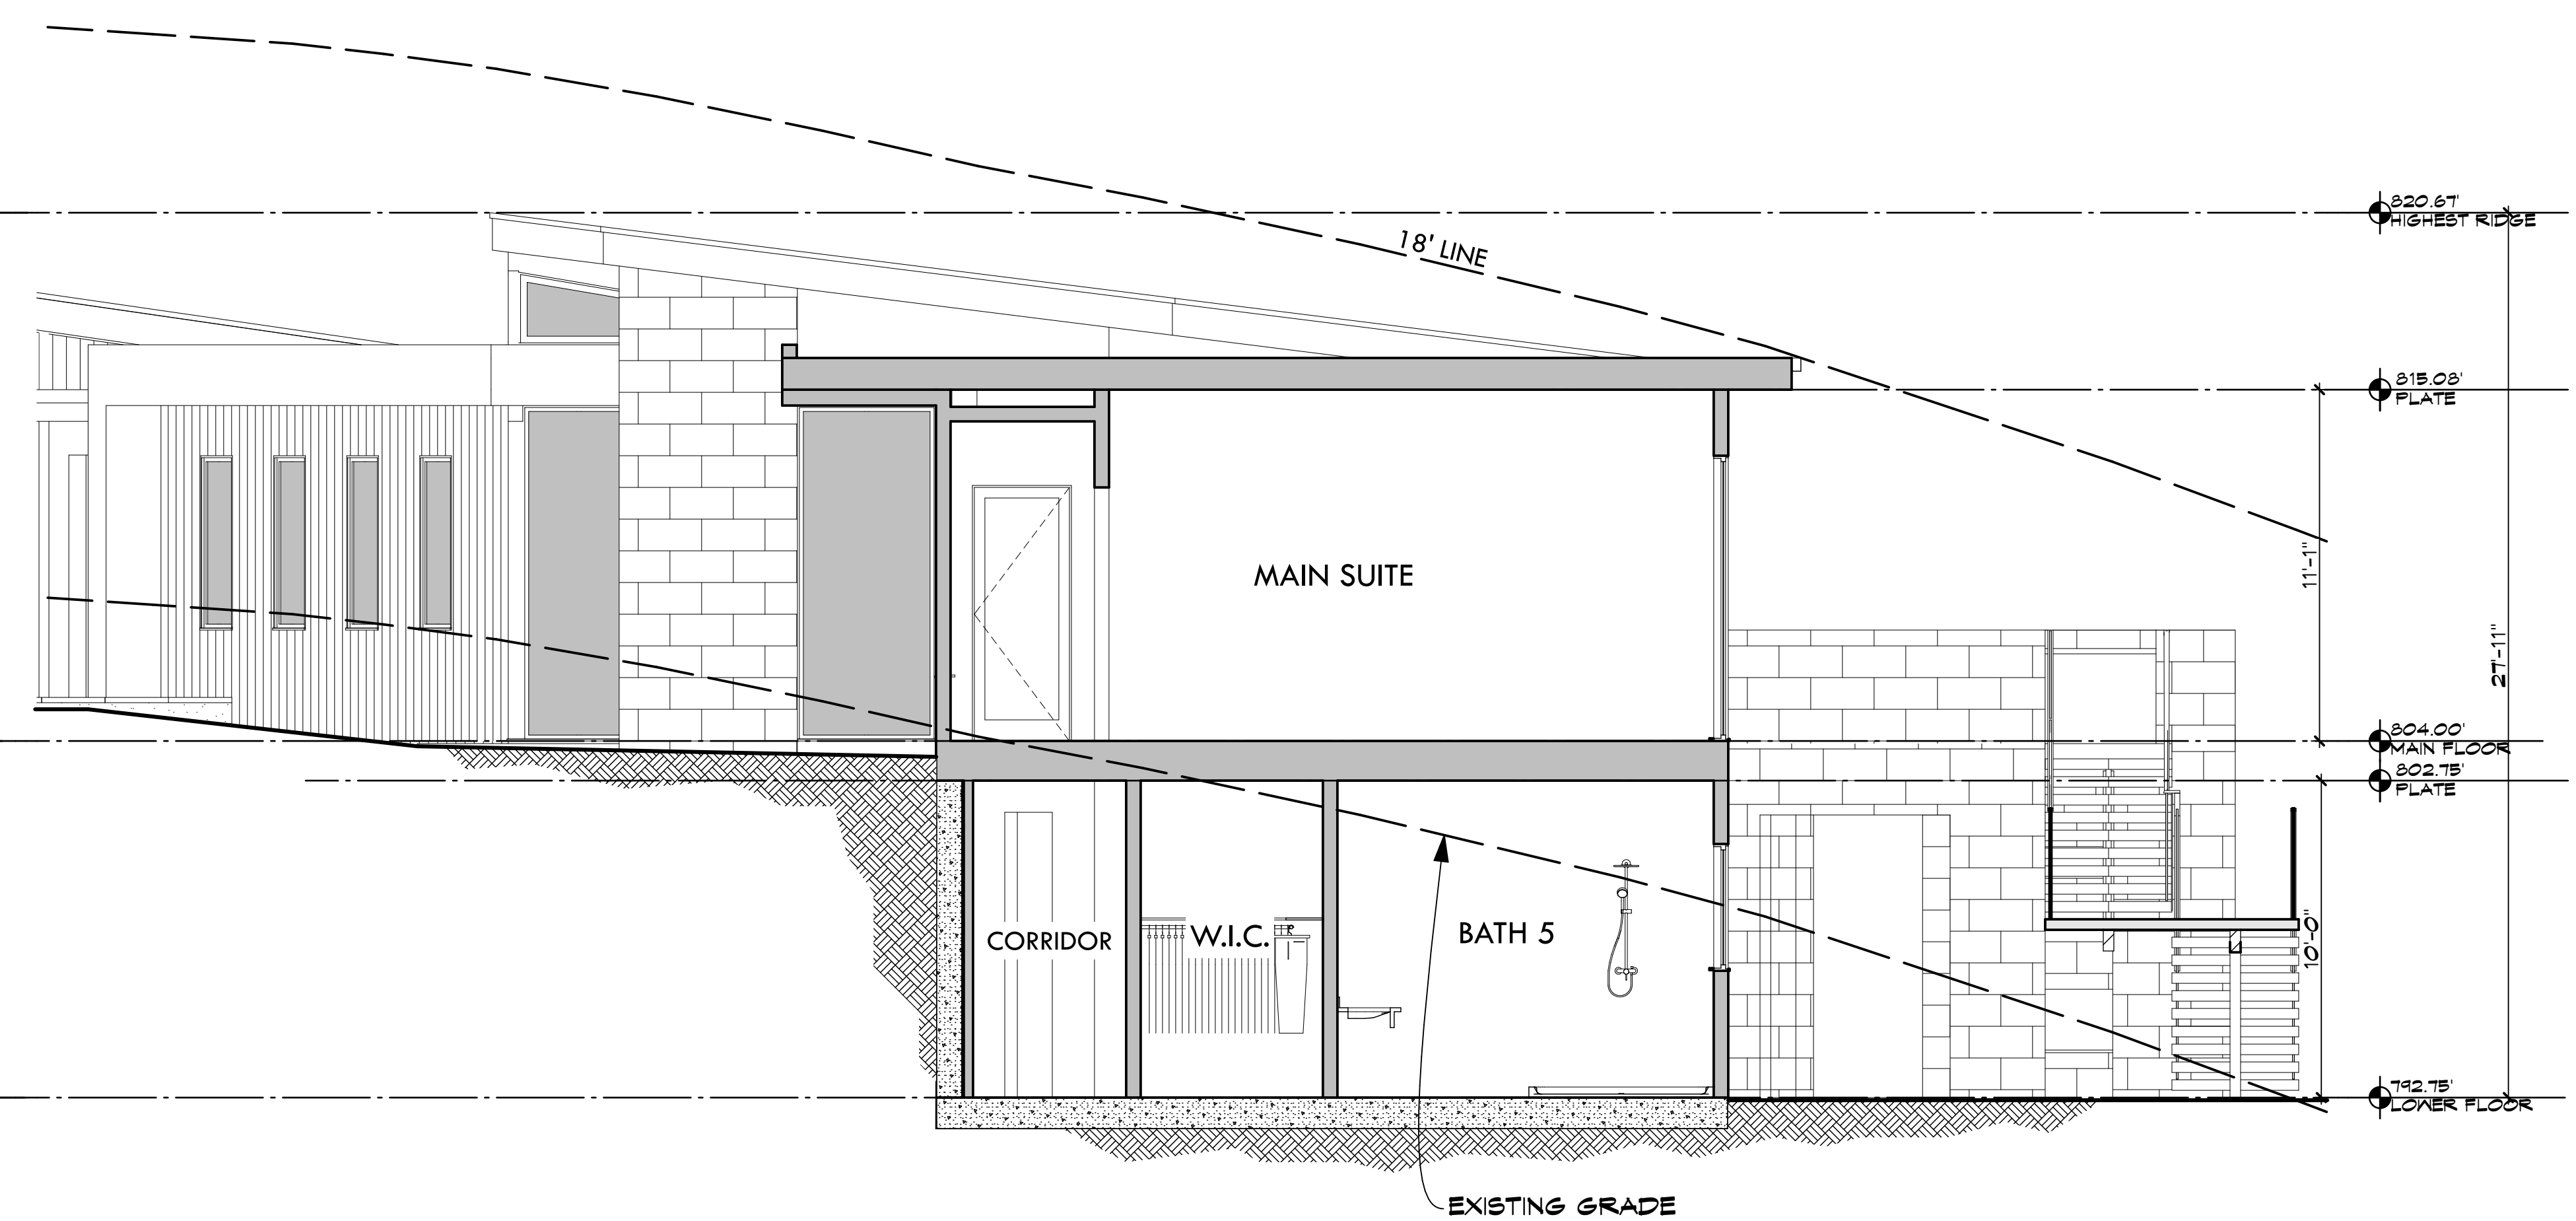 820.67'
HIGHEST RIDGE
18' LINE
815.08'
PLATE
11'-1"
MAIN SUITE
27'-11"
804.00'
MAIN FLOOR
802.75'
PLATE
CORRIDOR
W.I.C.
BATH 5
10'-0"
792.75'
LOWER FLOOR
EXISTING GRADE